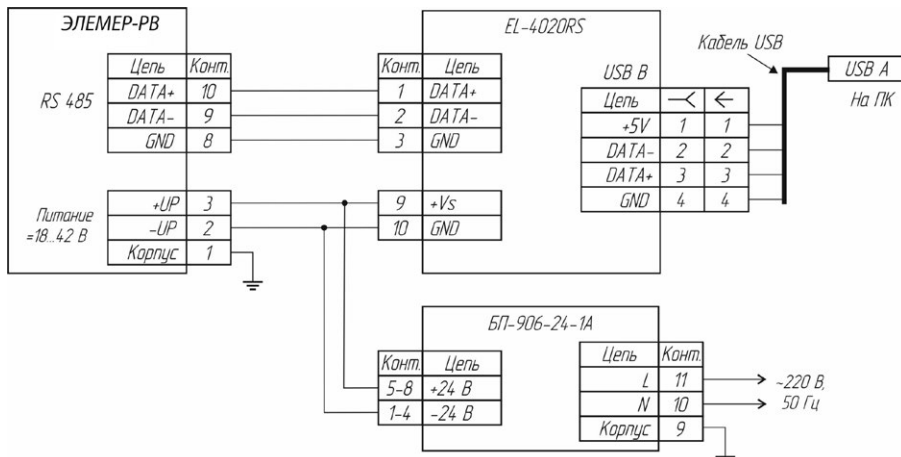 ЭЛЕМЕР-РВ
RS 485
Цепь Конт.
DATA+ 10
DATA- 9
GND 8
Питание
=18...42 В
+UP 3
-UP 2
Корпус 1
EL-4020RS
Конт. Цепь
1 DATA+
2 DATA-
3 GND
9 +Vs
10 GND
USB B
Цепь
+5V 1 1
DATA- 2 2
DATA+ 3 3
GND 4 4
Кабель USB
USB A
На ПК
БП-906-24-1А
Конт. Цепь
5-8 +24 В
1-4 -24 В
Цепь Конт.
L 11
N 10
Корпус 9
~220 В,
50 Гц